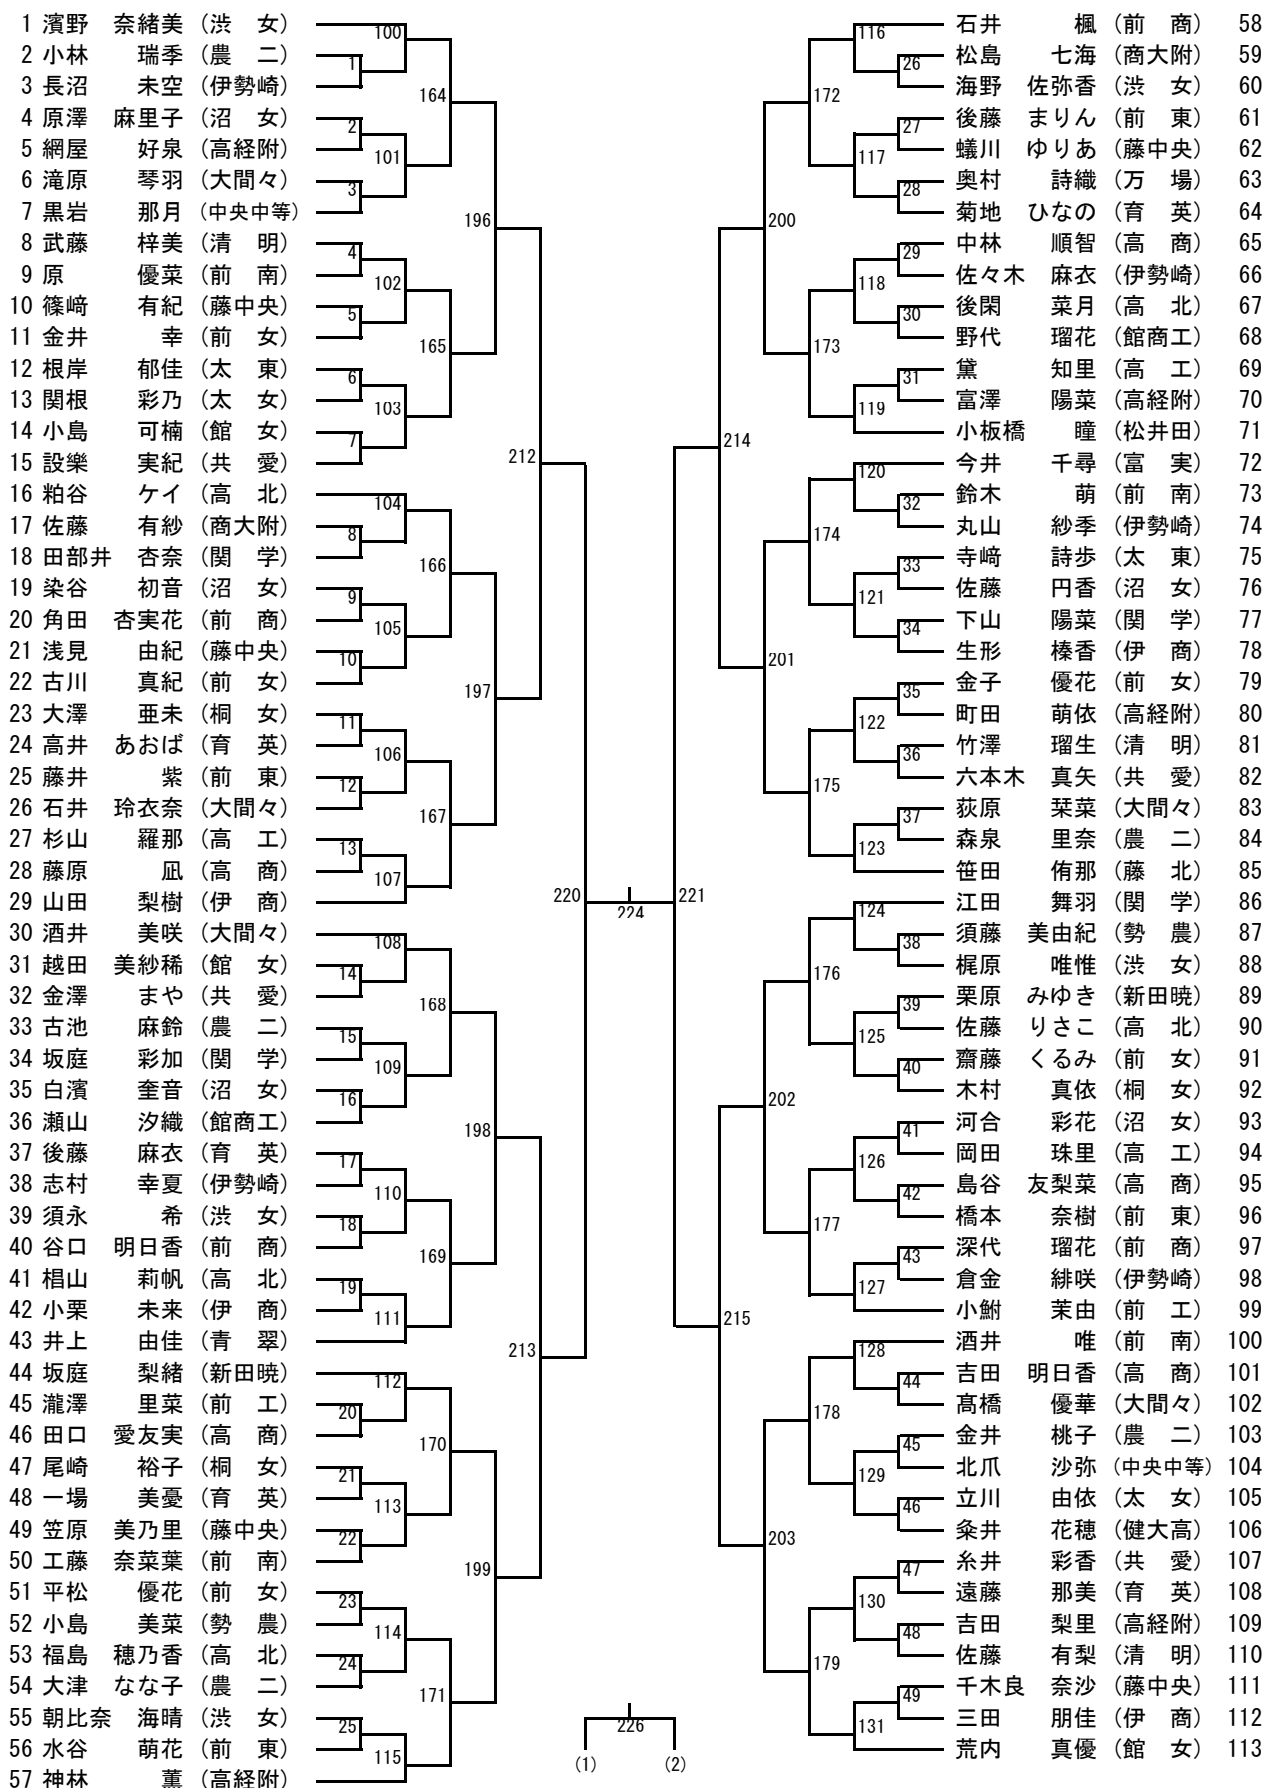 1 濱野 奈緒美 (渋 女)
2 小林 瑞季 (農 二)
3 長沼 未空 (伊勢崎)
4 原澤 麻里子 (沼 女)
5 網屋 好泉 (高経附)
6 滝原 琴羽 (大間々)
7 黒岩 那月 (中央中等)
8 武藤 梓美 (清 明)
9 原 優菜 (前 南)
10 篠﨑 有紀 (藤中央)
11 金井 幸 (前 女)
12 根岸 郁佳 (太 東)
13 関根 彩乃 (太 女)
14 小島 可楠 (館 女)
15 設樂 実紀 (共 愛)
16 粕谷 ケイ (高 北)
17 佐藤 有紗 (商大附)
18 田部井 杏奈 (関 学)
19 染谷 初音 (沼 女)
20 角田 杏実花 (前 商)
21 浅見 由紀 (藤中央)
22 古川 真紀 (前 女)
23 大澤 亜未 (桐 女)
24 高井 あおば (育 英)
25 藤井 紫 (前 東)
26 石井 玲衣奈 (大間々)
27 杉山 羅那 (高 工)
28 藤原 凪 (高 商)
29 山田 梨樹 (伊 商)
30 酒井 美咲 (大間々)
31 越田 美紗稀 (館 女)
32 金澤 まや (共 愛)
33 古池 麻鈴 (農 二)
34 坂庭 彩加 (関 学)
35 白濱 奎音 (沼 女)
36 瀬山 汐織 (館商工)
37 後藤 麻衣 (育 英)
38 志村 幸夏 (伊勢崎)
39 須永 希 (渋 女)
40 谷口 明日香 (前 商)
41 椙山 莉帆 (高 北)
42 小栗 未来 (伊 商)
43 井上 由佳 (青 翠)
44 坂庭 梨緒 (新田暁)
45 瀧澤 里菜 (前 工)
46 田口 愛友実 (高 商)
47 尾崎 裕子 (桐 女)
48 一場 美憂 (育 英)
49 笠原 美乃里 (藤中央)
50 工藤 奈菜葉 (前 南)
51 平松 優花 (前 女)
52 小島 美菜 (勢 農)
53 福島 穂乃香 (高 北)
54 大津 なな子 (農 二)
55 朝比奈 海晴 (渋 女)
56 水谷 萌花 (前 東)
57 神林 薫 (高経附)
100
1
2
101
3
4
102
5
6
103
7
104
8
9
105
10
11
106
12
13
107
108
14
15
109
16
17
110
18
19
111
112
20
21
113
22
23
114
24
25
115
164
165
166
167
168
169
170
171
196
197
198
199
212
213
220
224
221
226
(1) (2)
214
215
200
201
202
203
172
173
174
175
176
177
178
179
116
26
27
117
28
29
118
30
31
119
120
32
33
121
34
35
122
36
37
123
124
38
39
125
40
41
126
42
43
127
128
44
45
129
46
47
130
48
49
131
石井 楓 (前 商) 58
松島 七海 (商大附) 59
海野 佐弥香 (渋 女) 60
後藤 まりん (前 東) 61
蟻川 ゆりあ (藤中央) 62
奥村 詩織 (万 場) 63
菊地 ひなの (育 英) 64
中林 順智 (高 商) 65
佐々木 麻衣 (伊勢崎) 66
後閑 菜月 (高 北) 67
野代 瑠花 (館商工) 68
黛 知里 (高 工) 69
富澤 陽菜 (高経附) 70
小板橋 瞳 (松井田) 71
今井 千尋 (富 実) 72
鈴木 萌 (前 南) 73
丸山 紗季 (伊勢崎) 74
寺﨑 詩歩 (太 東) 75
佐藤 円香 (沼 女) 76
下山 陽菜 (関 学) 77
生形 榛香 (伊 商) 78
金子 優花 (前 女) 79
町田 萌依 (高経附) 80
竹澤 瑠生 (清 明) 81
六本木 真矢 (共 愛) 82
荻原 栞菜 (大間々) 83
森泉 里奈 (農 二) 84
笹田 侑那 (藤 北) 85
江田 舞羽 (関 学) 86
須藤 美由紀 (勢 農) 87
梶原 唯惟 (渋 女) 88
栗原 みゆき (新田暁) 89
佐藤 りさこ (高 北) 90
齋藤 くるみ (前 女) 91
木村 真依 (桐 女) 92
河合 彩花 (沼 女) 93
岡田 珠里 (高 工) 94
島谷 友梨菜 (高 商) 95
橋本 奈樹 (前 東) 96
深代 瑠花 (前 商) 97
倉金 緋咲 (伊勢崎) 98
小鮒 茉由 (前 工) 99
酒井 唯 (前 南) 100
吉田 明日香 (高 商) 101
髙橋 優華 (大間々) 102
金井 桃子 (農 二) 103
北爪 沙弥 (中央中等) 104
立川 由依 (太 女) 105
粂井 花穂 (健大高) 106
糸井 彩香 (共 愛) 107
遠藤 那美 (育 英) 108
吉田 梨里 (高経附) 109
佐藤 有梨 (清 明) 110
千木良 奈沙 (藤中央) 111
三田 朋佳 (伊 商) 112
荒内 真優 (館 女) 113